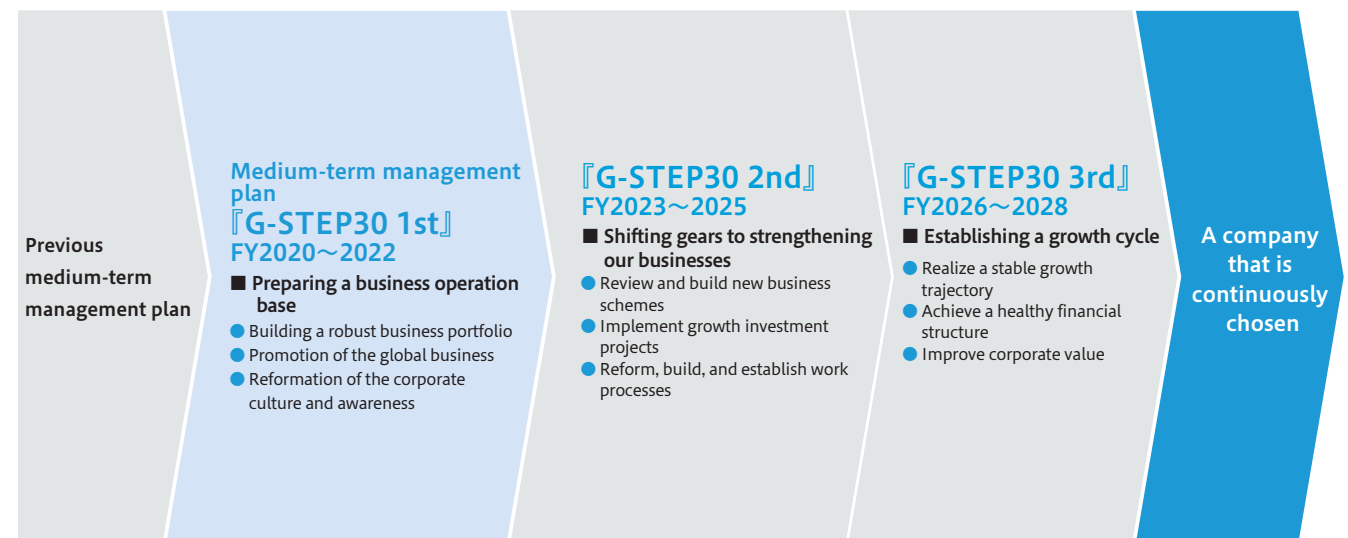 Previous
medium-term
management plan
Medium-term management
plan
『G-STEP30 1st』
FY2020～2022
■ Preparing a business operation
base
● Building a robust business portfolio
● Promotion of the global business
● Reformation of the corporate
culture and awareness
『G-STEP30 2nd』
FY2023～2025
■ Shifting gears to strengthening
our businesses
● Review and build new business
schemes
● Implement growth investment
projects
● Reform, build, and establish work
processes
『G-STEP30 3rd』
FY2026～2028
■ Establishing a growth cycle
● Realize a stable growth
trajectory
● Achieve a healthy financial
structure
● Improve corporate value
A company
that is
continuously
chosen